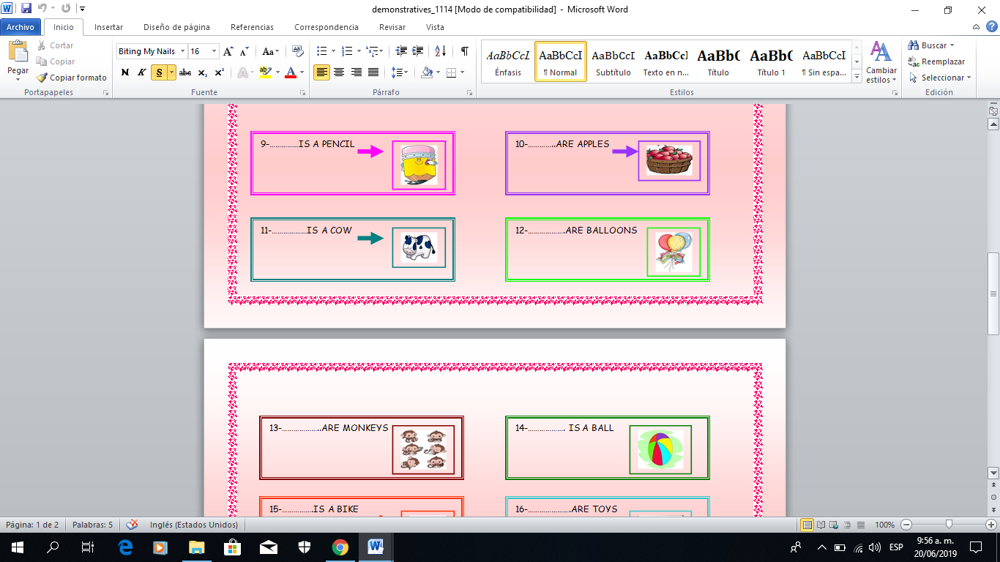 demonstratives_1114 [Modo de compatibilidad] - Microsoft Word
Archivo Inicio Insertar Diseño de página Referencias Correspondencia Revisar Vista
Pegar
Cortar
Copiar
Copiar formato
Portapapeles
Biting My Nails 16
N K S abc x₂ x²
Fuente
Párrafo
AaBbCcI AaBbCcI AaBbCcI AaBbCcI AaBbC AaBbC AaBbCcI
Énfasis ¶ Normal Subtítulo Texto en n... Título Título 1 ¶ Sin espa...
Cambiar estilos
Estilos
Buscar
Reemplazar
Seleccionar
Edición
9-……………IS A PENCIL
10-…………..ARE APPLES
11-………………IS A COW
12-……………….ARE BALLOONS
13-………………..ARE MONKEYS
14-………………. IS A BALL
15-…………….IS A BIKE
16-………………….ARE TOYS
Página: 1 de 2 Palabras: 5 Inglés (Estados Unidos) 100%
ESP
9:56 a. m.
20/06/2019